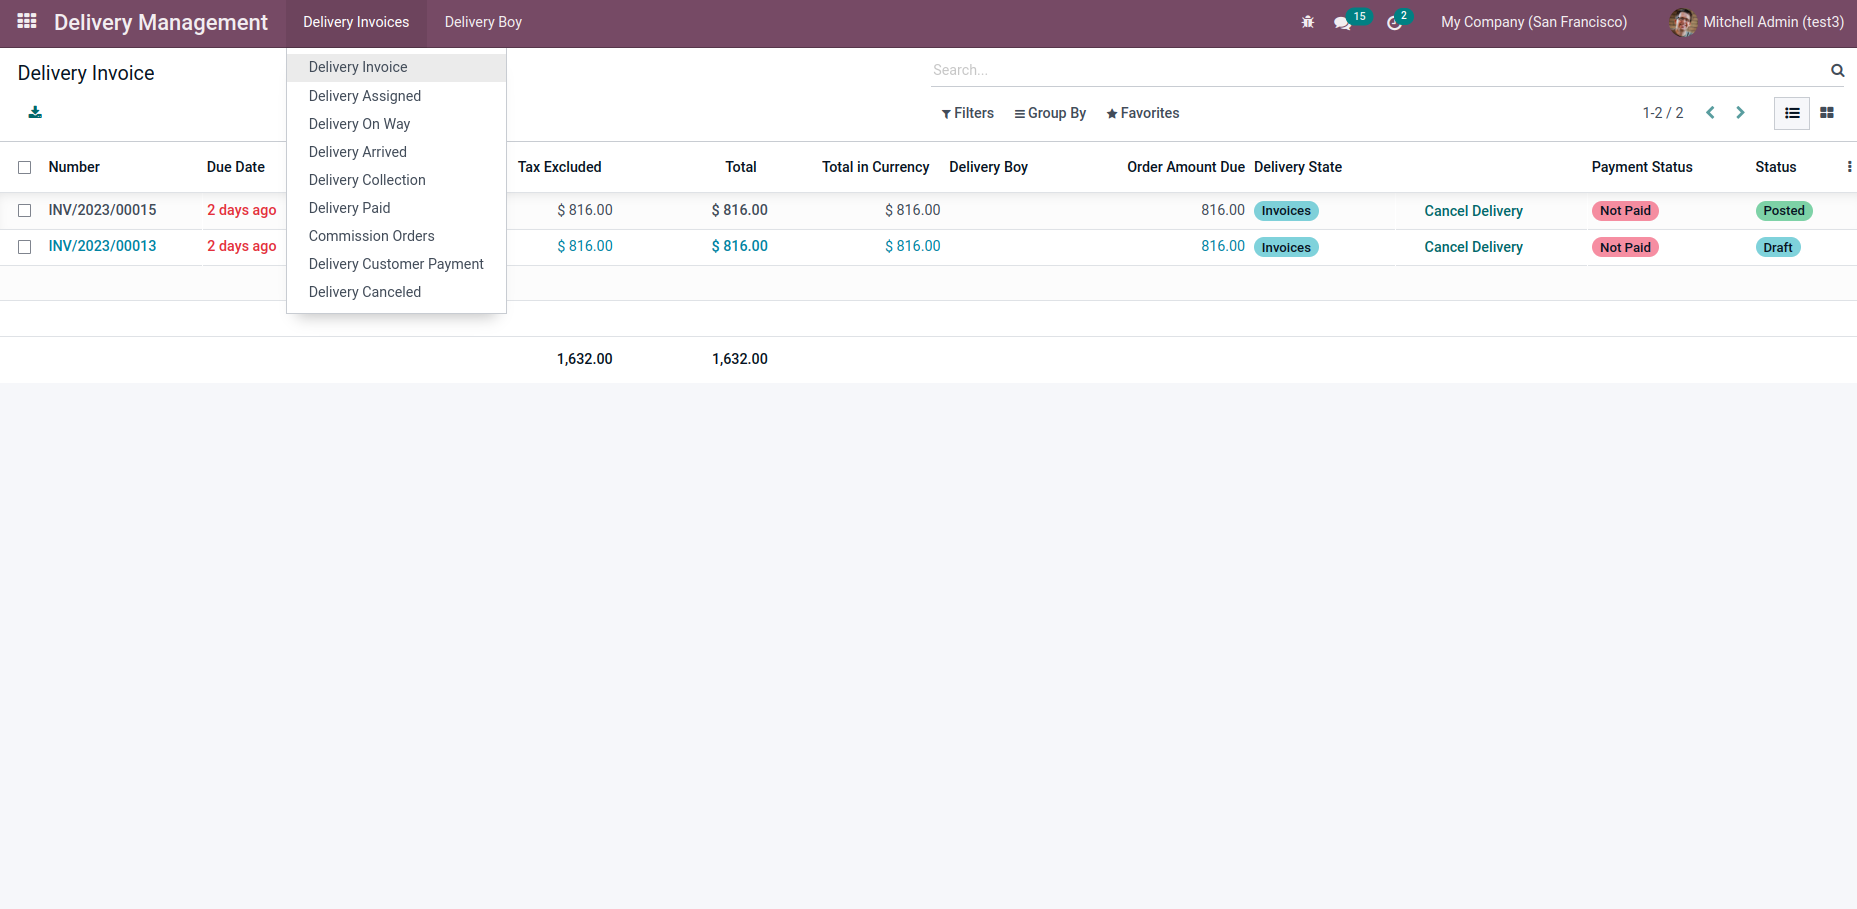 Delivery Management Delivery Invoices Delivery Boy 15 2 My Company (San Francisco) Mitchell Admin (test3)
Delivery Invoice Search...
Delivery Invoice
Delivery Assigned
Delivery On Way
Delivery Arrived
Delivery Collection
Delivery Paid
Commission Orders
Delivery Customer Payment
Delivery Canceled
Filters Group By Favorites 1-2 / 2
Number Due Date Tax Excluded Total Total in Currency Delivery Boy Order Amount Due Delivery State Payment Status Status
INV/2023/00015 2 days ago $ 816.00 $ 816.00 $ 816.00 816.00 Invoices Cancel Delivery Not Paid Posted
INV/2023/00013 2 days ago $ 816.00 $ 816.00 $ 816.00 816.00 Invoices Cancel Delivery Not Paid Draft
1,632.00 1,632.00